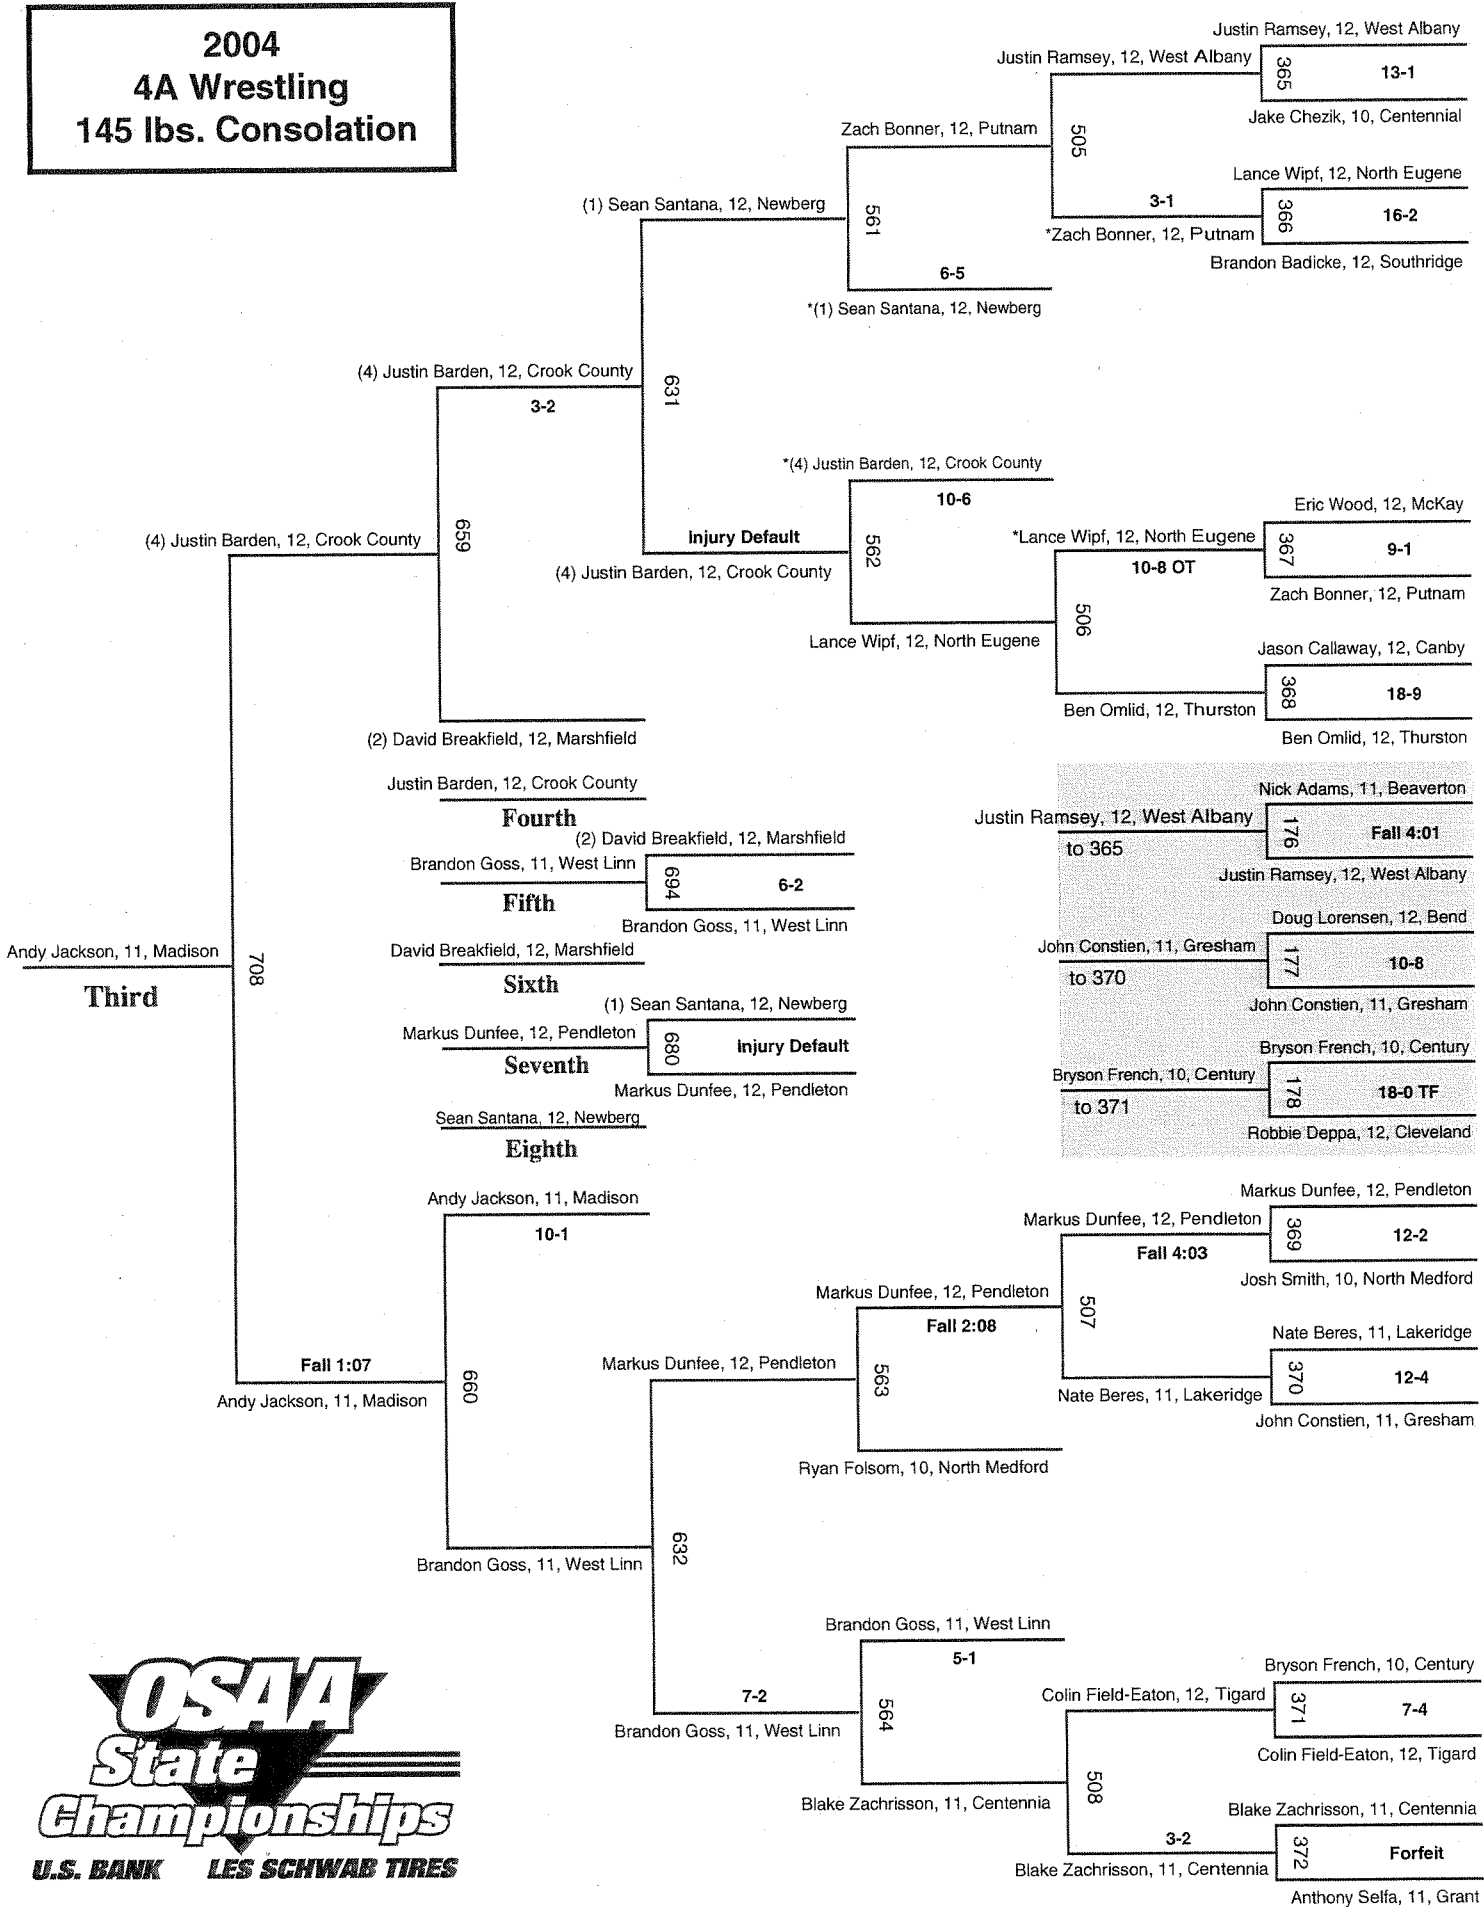 2004
4A Wrestling
145 lbs. Consolation
Justin Ramsey, 12, West Albany
Justin Ramsey, 12, West Albany
365
13-1
Jake Chezik, 10, Centennial
Zach Bonner, 12, Putnam
505
Lance Wipf, 12, North Eugene
3-1
366
16-2
*Zach Bonner, 12, Putnam
Brandon Badicke, 12, Southridge
(1) Sean Santana, 12, Newberg
561
6-5
*(1) Sean Santana, 12, Newberg
(4) Justin Barden, 12, Crook County
3-2
631
*(4) Justin Barden, 12, Crook County
10-6
Eric Wood, 12, McKay
*Lance Wipf, 12, North Eugene
367
9-1
10-8 OT
Zach Bonner, 12, Putnam
(4) Justin Barden, 12, Crook County
659
Injury Default
562
(4) Justin Barden, 12, Crook County
506
Lance Wipf, 12, North Eugene
Jason Callaway, 12, Canby
368
18-9
Ben Omlid, 12, Thurston
Ben Omlid, 12, Thurston
(2) David Breakfield, 12, Marshfield
Justin Barden, 12, Crook County
Fourth
(2) David Breakfield, 12, Marshfield
Brandon Goss, 11, West Linn
694
6-2
Fifth
Brandon Goss, 11, West Linn
David Breakfield, 12, Marshfield
Sixth
(1) Sean Santana, 12, Newberg
Markus Dunfee, 12, Pendleton
680
Injury Default
Seventh
Markus Dunfee, 12, Pendleton
Sean Santana, 12, Newberg
Eighth
Nick Adams, 11, Beaverton
Justin Ramsey, 12, West Albany
176
Fall 4:01
to 365
Justin Ramsey, 12, West Albany
Doug Lorensen, 12, Bend
John Constien, 11, Gresham
177
10-8
to 370
John Constien, 11, Gresham
Bryson French, 10, Century
Bryson French, 10, Century
178
18-0 TF
to 371
Robbie Deppa, 12, Cleveland
Andy Jackson, 11, Madison
708
Third
Andy Jackson, 11, Madison
10-1
Markus Dunfee, 12, Pendleton
Markus Dunfee, 12, Pendleton
369
12-2
Fall 4:03
Josh Smith, 10, North Medford
Markus Dunfee, 12, Pendleton
507
Fall 2:08
Nate Beres, 11, Lakeridge
370
12-4
Nate Beres, 11, Lakeridge
John Constien, 11, Gresham
Fall 1:07
660
Andy Jackson, 11, Madison
Markus Dunfee, 12, Pendleton
563
Ryan Folsom, 10, North Medford
632
Brandon Goss, 11, West Linn
Brandon Goss, 11, West Linn
5-1
Bryson French, 10, Century
Colin Field-Eaton, 12, Tigard
371
7-4
Colin Field-Eaton, 12, Tigard
7-2
564
Brandon Goss, 11, West Linn
508
Blake Zachrisson, 11, Centennia
Blake Zachrisson, 11, Centennia
3-2
372
Forfeit
Blake Zachrisson, 11, Centennia
Anthony Selfa, 11, Grant
OSAA
State
Championships
U.S. BANK LES SCHWAB TIRES